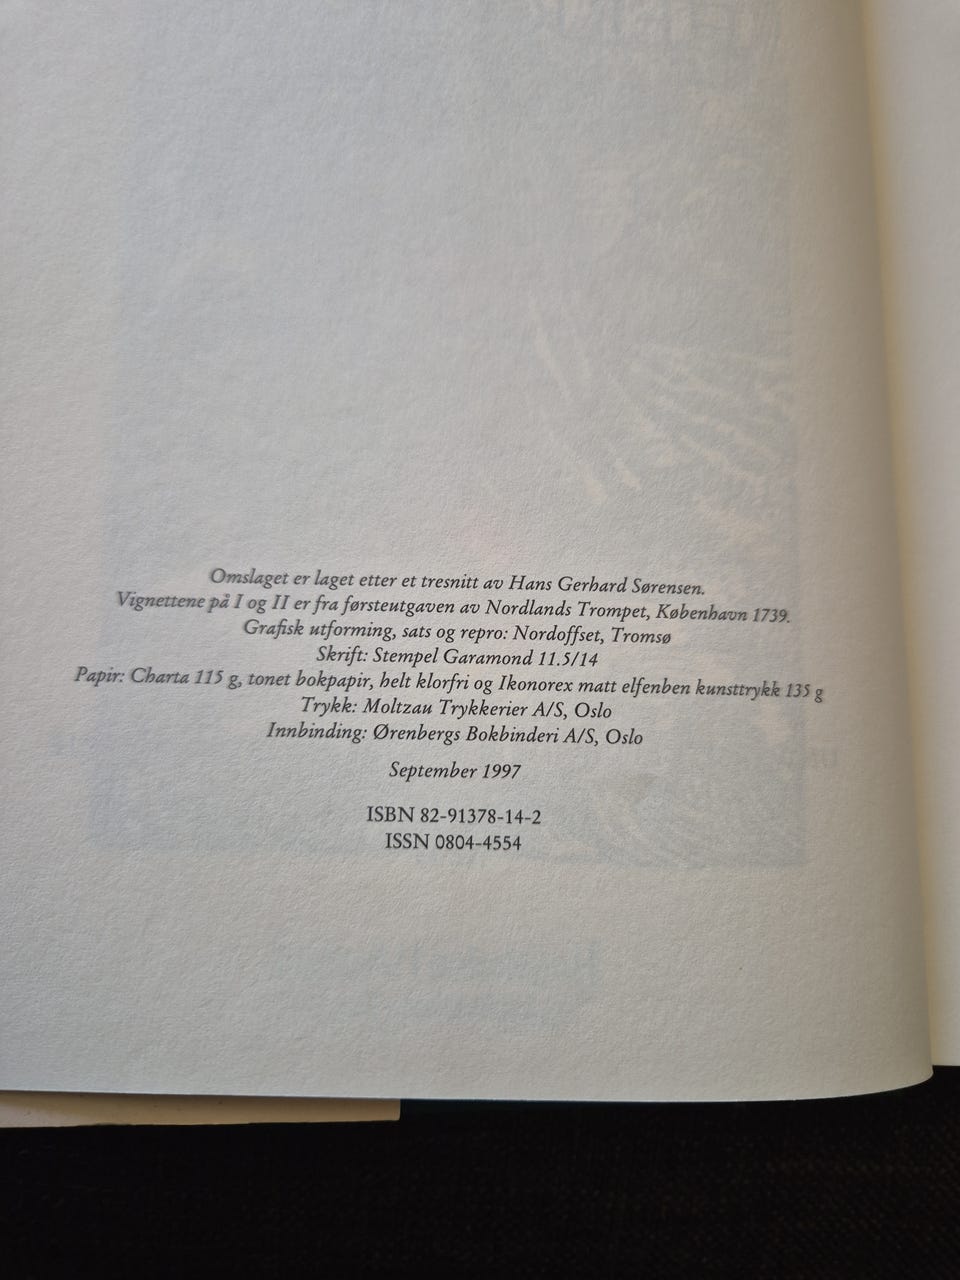 Omslaget er laget etter et tresnitt av Hans Gerhard Sørensen.
Vignettene på I og II er fra førsteutgaven av Nordlands Trompet, København 1739.
Grafisk utforming, sats og repro: Nordoffset, Tromsø
Skrift: Stempel Garamond 11.5/14
Papir: Charta 115 g, tonet bokpapir, helt klorfri og Ikonorex matt elfenben kunsttrykk 135 g
Trykk: Moltzau Trykkerier A/S, Oslo
Innbinding: Ørenbergs Bokbinderi A/S, Oslo
September 1997
ISBN 82-91378-14-2
ISSN 0804-4554